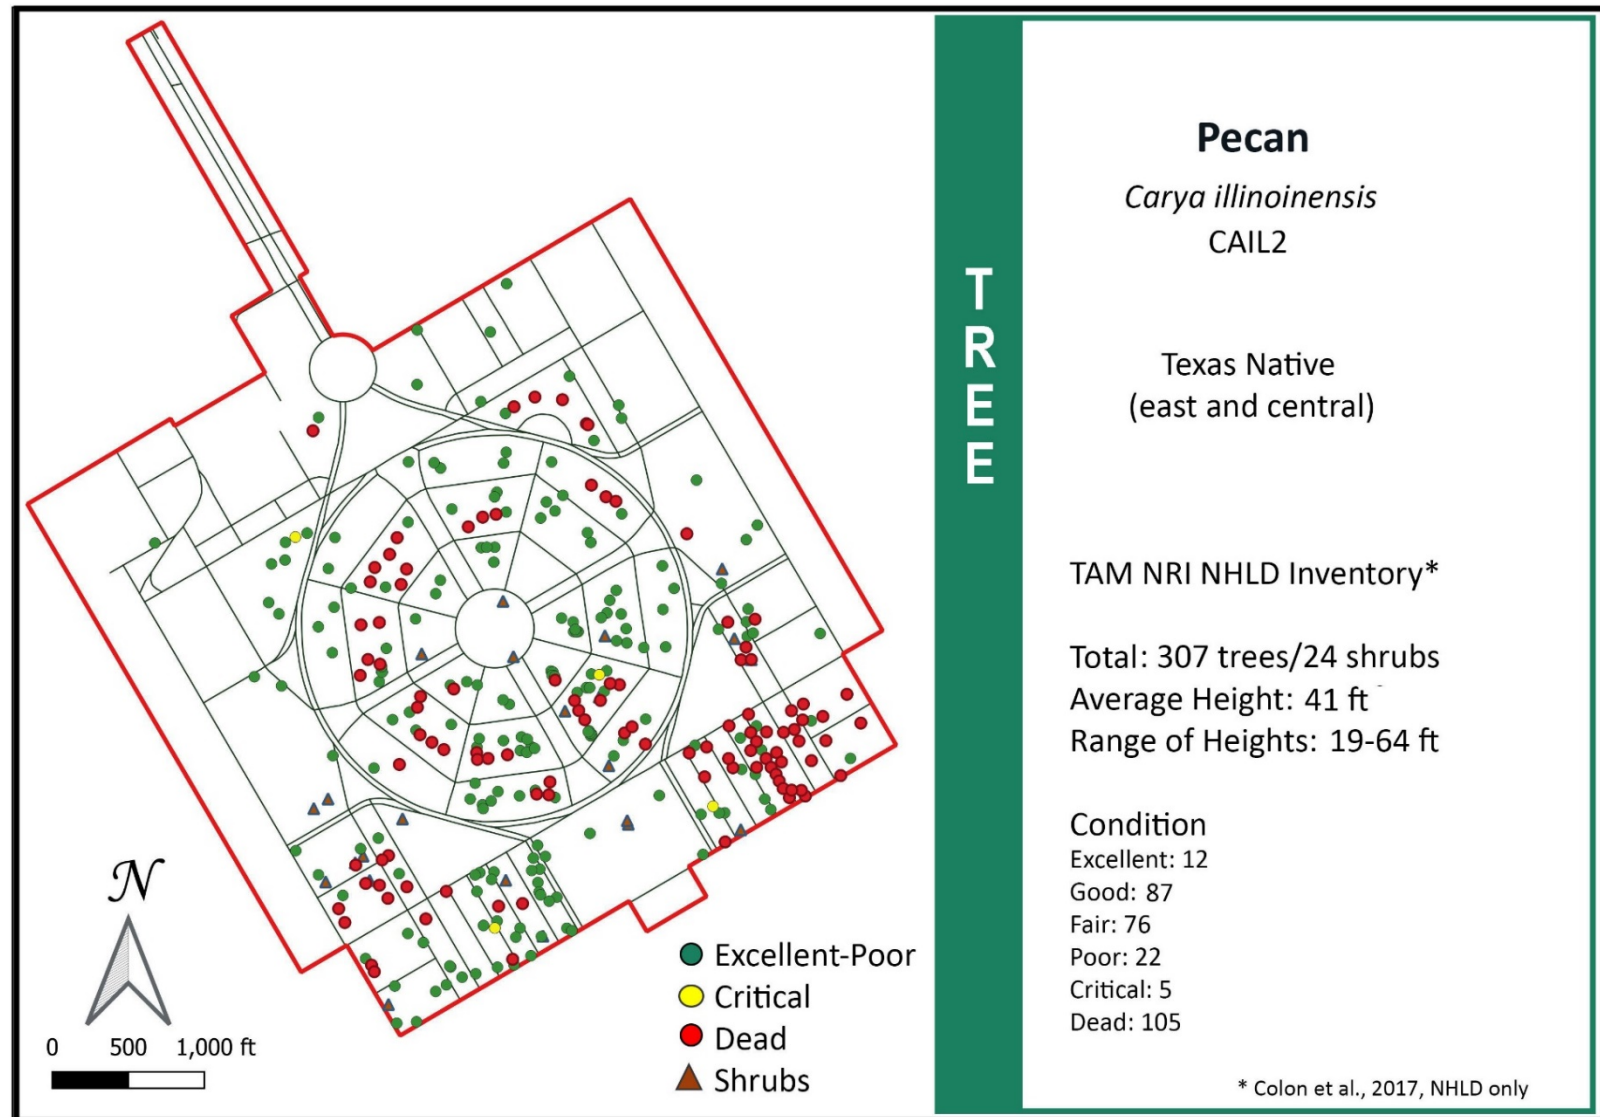 N
0 500 1,000 ft
Excellent-Poor
Critical
Dead
Shrubs
TREE
Pecan
Carya illinoinensis
CAIL2
Texas Native
(east and central)
TAM NRI NHLD Inventory*
Total: 307 trees/24 shrubs
Average Height: 41 ft
Range of Heights: 19-64 ft
Condition
Excellent: 12
Good: 87
Fair: 76
Poor: 22
Critical: 5
Dead: 105
* Colon et al., 2017, NHLD only